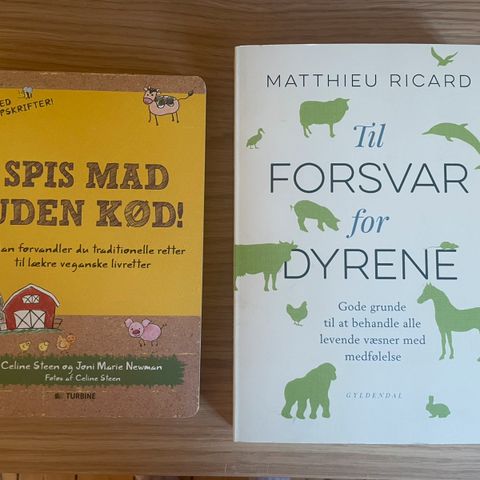 PSKRIFTER!
SPIS MAD
UDEN KØD!
an forvandler du traditionelle retter
til lækre veganske livretter
Celine Steen og Joni Marie Newman
Fotos af Celine Steen
TURBINE
MATTHIEU RICARD
Til
FORSVAR
for
DYRENE
Gode grunde
til at behandle alle
levende væsner med
medfølelse
GYLDENDAL